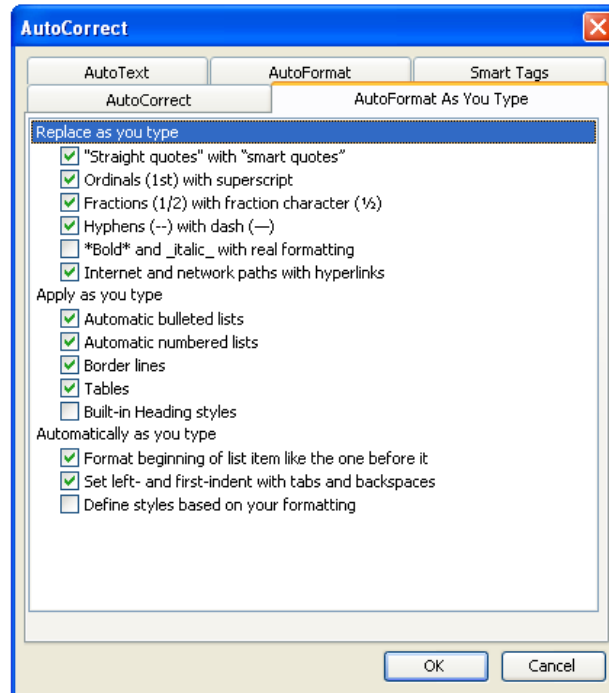 AutoCorrect
AutoText AutoFormat Smart Tags
AutoCorrect AutoFormat As You Type
Replace as you type
"Straight quotes" with “smart quotes”
Ordinals (1st) with superscript
Fractions (1/2) with fraction character (½)
Hyphens (--) with dash (—)
*Bold* and _italic_ with real formatting
Internet and network paths with hyperlinks
Apply as you type
Automatic bulleted lists
Automatic numbered lists
Border lines
Tables
Built-in Heading styles
Automatically as you type
Format beginning of list item like the one before it
Set left- and first-indent with tabs and backspaces
Define styles based on your formatting
OK Cancel